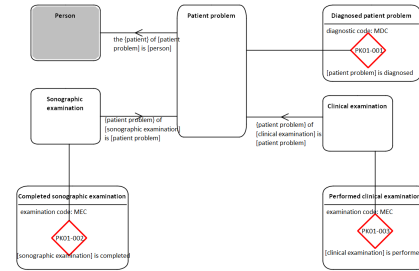 Person
Patient problem
Diagnosed patient problem
diagnostic code: MDC
PK01-001
[patient problem] is diagnosed
the [patient] of [patient
problem] is [person]
Sonographic
examination
[patient problem] of
[sonographic examination]
is [patient problem]
Clinical examination
[patient problem] of
[clinical examination] is
[patient problem]
Completed sonographic examination
examination code: MEC
PK01-002
[sonographic examination] is completed
Performed clinical examination
examination code: MEC
PK01-003
[clinical examination] is performe